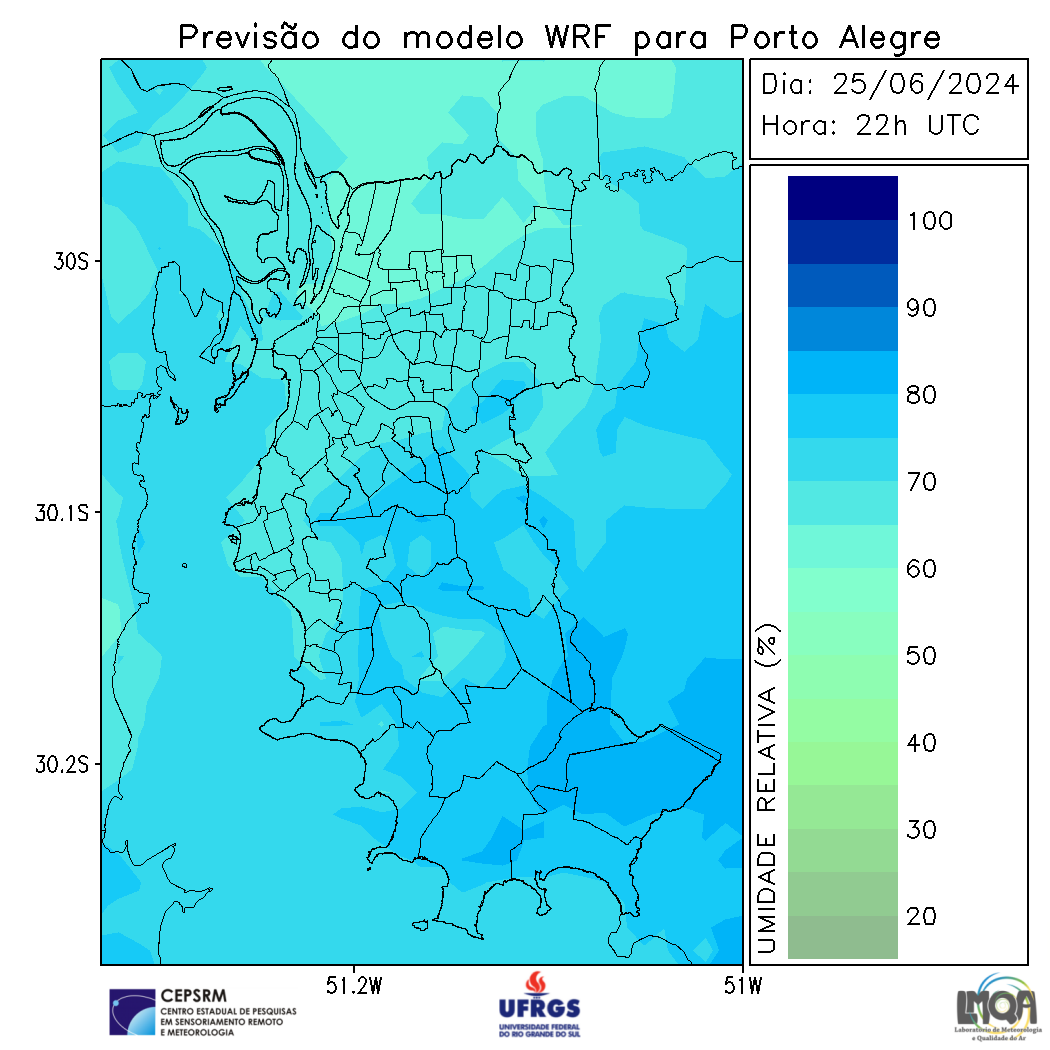 Previsão do modelo WRF para Porto Alegre
Dia: 25/06/2024
Hora: 22h UTC
30S
30.1S
30.2S
51.2W
51W
100
90
80
70
60
50
40
30
20
UMIDADE RELATIVA (%)
CEPSRM
CENTRO ESTADUAL DE PESQUISAS
EM SENSORIAMENTO REMOTO
E METEOROLOGIA
UFRGS
UNIVERSIDADE FEDERAL
DO RIO GRANDE DO SUL
LMQA
Laboratório de Meteorologia
e Qualidade do Ar